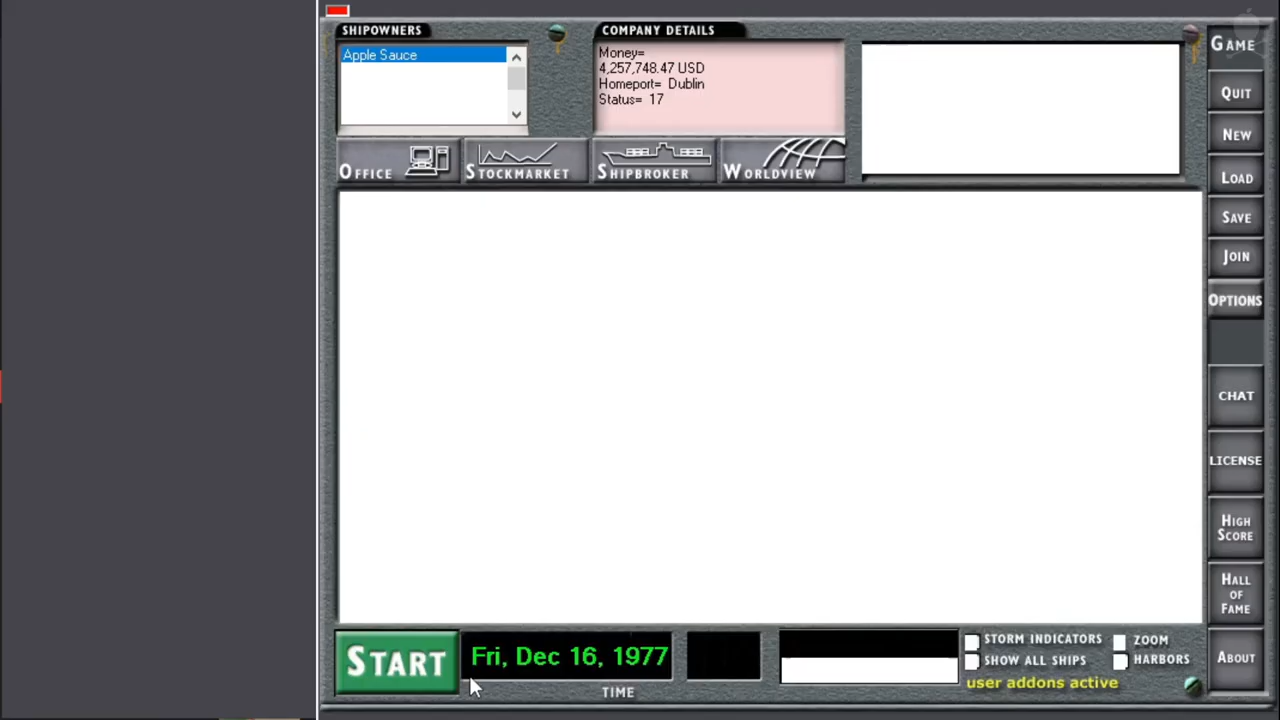 SHIPOWNERS
Apple Sauce
COMPANY DETAILS
Money=
4,257,748.47 USD
Homeport= Dublin
Status= 17
OFFICE
STOCKMARKET
SHIPBROKER
WORLDVIEW
GAME
QUIT
NEW
LOAD
SAVE
JOIN
OPTIONS
CHAT
LICENSE
HIGH
SCORE
HALL
OF
FAME
ABOUT
START
Fri, Dec 16, 1977
TIME
STORM INDICATORS
ZOOM
SHOW ALL SHIPS
HARBORS
user addons active